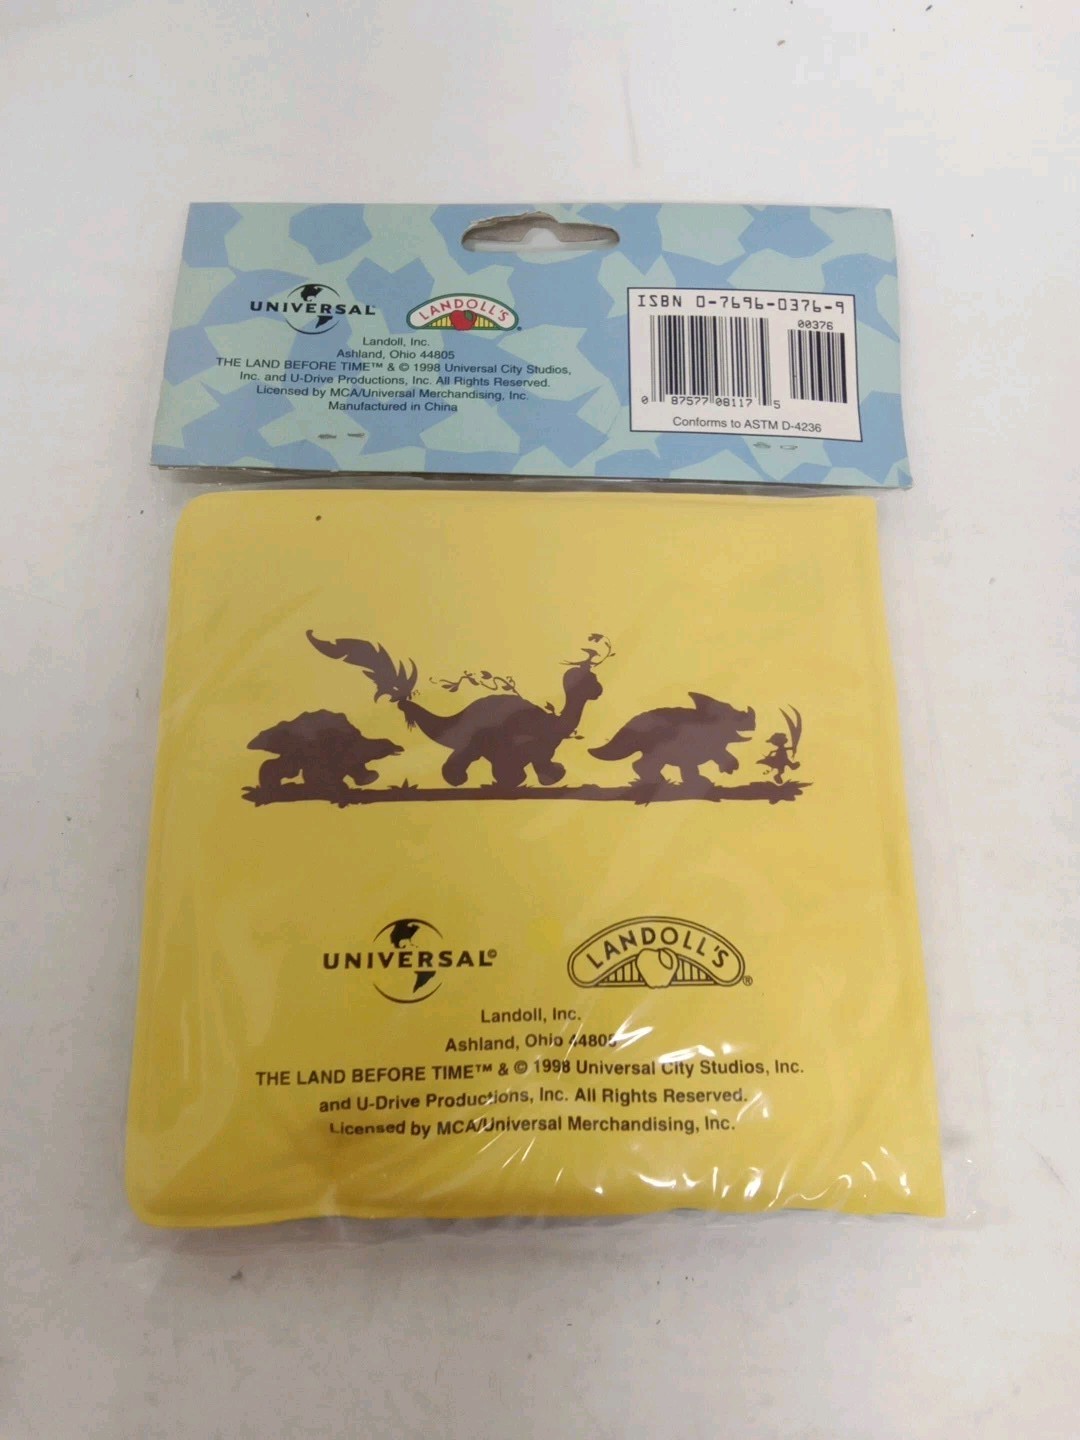 UNIVERSAL
LANDOLL'S®
Landoll, Inc.
Ashland, Ohio 44805
THE LAND BEFORE TIME™ & © 1998 Universal City Studios,
Inc. and U-Drive Productions, Inc. All Rights Reserved.
Licensed by MCA/Universal Merchandising, Inc.
Manufactured in China
ISBN 0-7696-0376-9
00376
0 87577 08117 5
Conforms to ASTM D-4236
UNIVERSAL©
LANDOLL'S®
Landoll, Inc.
Ashland, Ohio 44805
THE LAND BEFORE TIME™ & © 1998 Universal City Studios, Inc.
and U-Drive Productions, Inc. All Rights Reserved.
Licensed by MCA/Universal Merchandising, Inc.